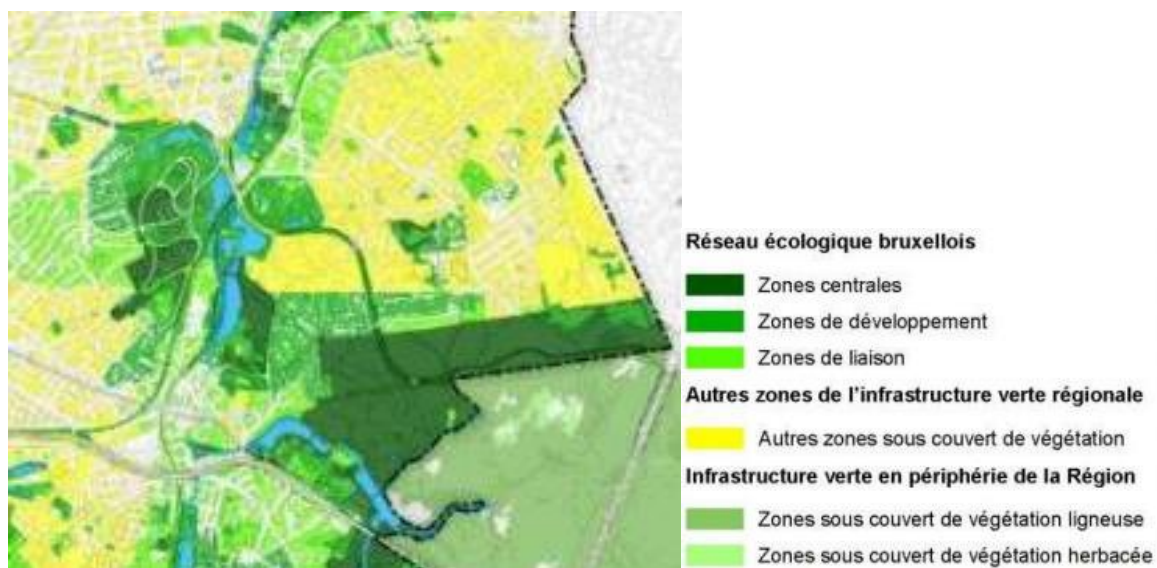 Réseau écologique bruxellois
Zones centrales
Zones de développement
Zones de liaison
Autres zones de l'infrastructure verte régionale
Autres zones sous couvert de végétation
Infrastructure verte en périphérie de la Région
Zones sous couvert de végétation ligneuse
Zones sous couvert de végétation herbacée